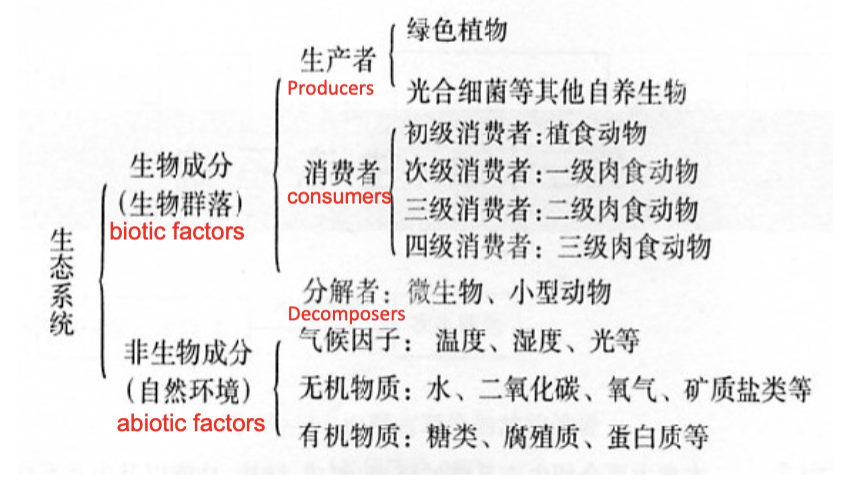 生态系统
生物成分
(生物群落)
biotic factors
生产者
Producers
绿色植物
光合细菌等其他自养生物
消费者
consumers
初级消费者:植食动物
次级消费者:一级肉食动物
三级消费者:二级肉食动物
四级消费者: 三级肉食动物
分解者: 微生物、小型动物
Decomposers
非生物成分
(自然环境)
abiotic factors
气候因子: 温度、湿度、光等
无机物质: 水、二氧化碳、氧气、矿质盐类等
有机物质: 糖类、腐殖质、蛋白质等